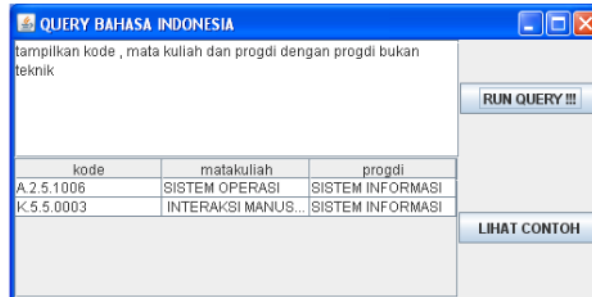 QUERY BAHASA INDONESIA
tampilkan kode , mata kuliah dan progdi dengan progdi bukan
teknik
RUN QUERY !!!
kode matakuliah progdi
A.2.5.1006 SISTEM OPERASI SISTEM INFORMASI
K.5.5.0003 INTERAKSI MANUS... SISTEM INFORMASI
LIHAT CONTOH